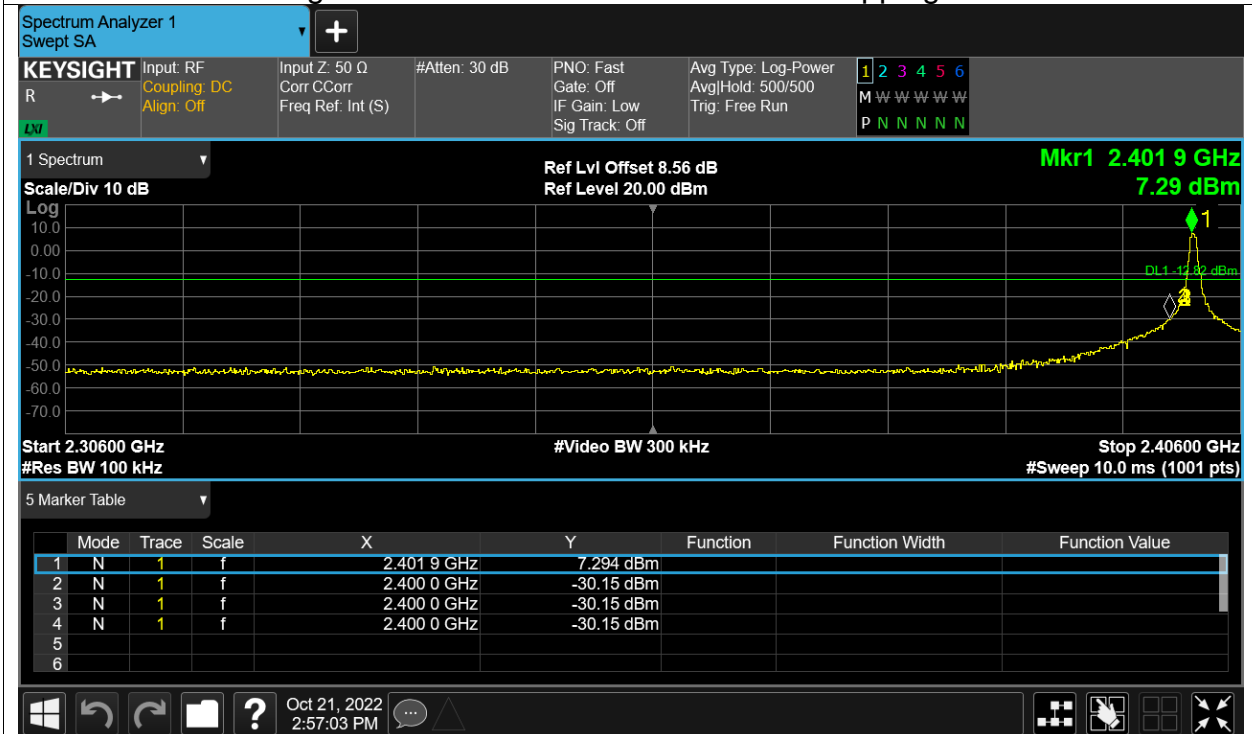 Spectrum Analyzer 1
Swept SA
KEYSIGHT Input: RF Input Z: 50 Ω #Atten: 30 dB PNO: Fast Avg Type: Log-Power 1 2 3 4 5 6
R Coupling: DC Corr CCorr Gate: Off Avg|Hold: 500/500 M W W W W W
Align: Off Freq Ref: Int (S) IF Gain: Low Trig: Free Run
LXI Sig Track: Off P N N N N N
1 Spectrum Ref Lvl Offset 8.56 dB Mkr1 2.401 9 GHz
Scale/Div 10 dB Ref Level 20.00 dBm 7.29 dBm
Log
1
10.0
0.00
-10.0
DL1 -12.82 dBm
-20.0
-30.0
-40.0
-50.0
-60.0
-70.0
Start 2.30600 GHz #Video BW 300 kHz Stop 2.40600 GHz
#Res BW 100 kHz #Sweep 10.0 ms (1001 pts)
5 Marker Table
Mode Trace Scale X Y Function Function Width Function Value
1 N 1 f 2.401 9 GHz 7.294 dBm
2 N 1 f 2.400 0 GHz -30.15 dBm
3 N 1 f 2.400 0 GHz -30.15 dBm
4 N 1 f 2.400 0 GHz -30.15 dBm
5
6
? Oct 21, 2022
2:57:03 PM